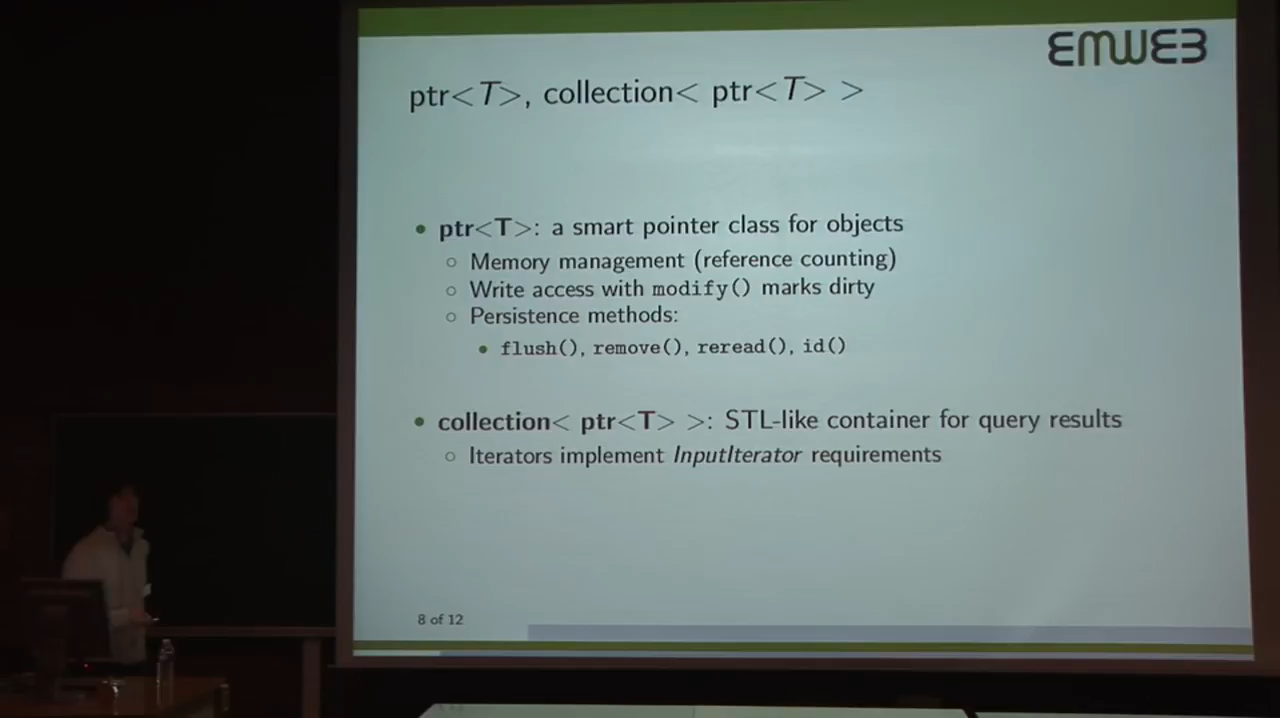 EMWEB
ptr<T>, collection< ptr<T> >
• ptr<T>: a smart pointer class for objects
○ Memory management (reference counting)
○ Write access with modify() marks dirty
○ Persistence methods:
• flush(), remove(), reread(), id()
• collection< ptr<T> >: STL-like container for query results
○ Iterators implement InputIterator requirements
8 of 12